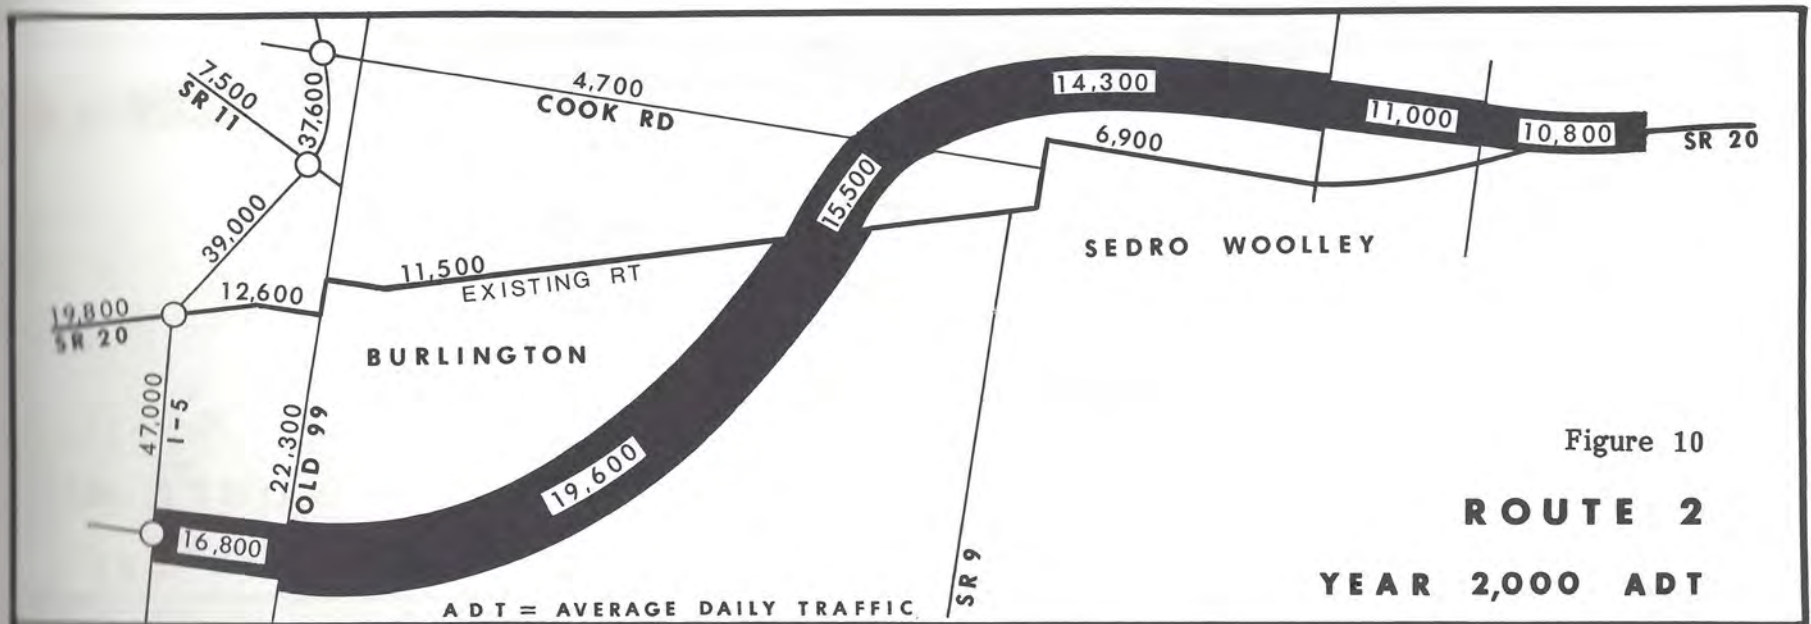 7,500
SR 11
37,600
4,700
COOK RD
14,300
11,000
10,800
SR 20
6,900
15,500
39,000
11,500
EXISTING RT
SEDRO WOOLLEY
12,600
19,800
SR 20
BURLINGTON
47,000
I-5
22,300
OLD 99
19,600
16,800
SR 9
Figure 10
ROUTE 2
YEAR 2,000 ADT
ADT = AVERAGE DAILY TRAFFIC